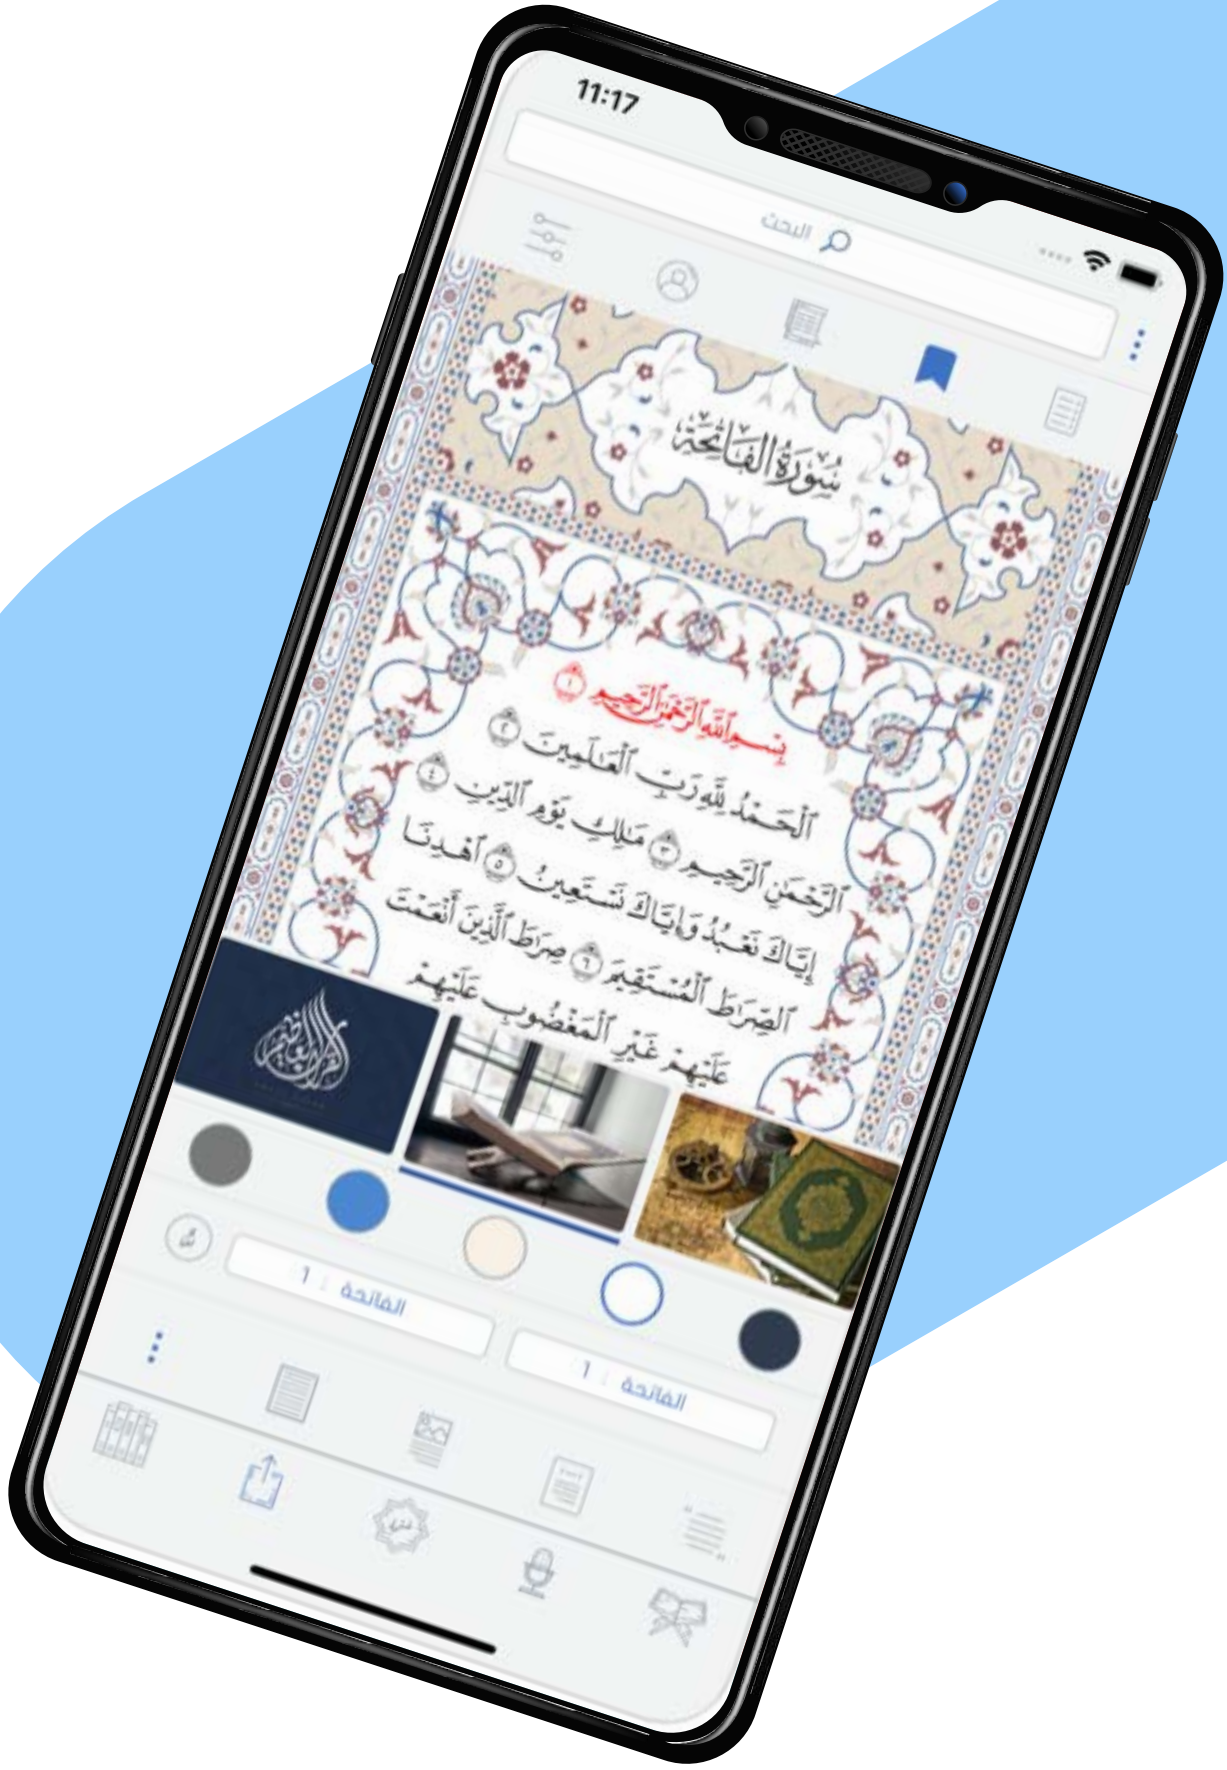 11:17
البحث
سُورَةُ الفَاتِحَة
بِسْمِ ٱللَّهِ ٱلرَّحْمَٰنِ ٱلرَّحِيمِ ١
ٱلْحَمْدُ لِلَّهِ رَبِّ ٱلْعَٰلَمِينَ ٢
ٱلرَّحْمَٰنِ ٱلرَّحِيمِ ٣ مَٰلِكِ يَوْمِ ٱلدِّينِ ٤
إِيَّاكَ نَعْبُدُ وَإِيَّاكَ نَسْتَعِينُ ٥ ٱهْدِنَا
ٱلصِّرَٰطَ ٱلْمُسْتَقِيمَ ٦ صِرَٰطَ ٱلَّذِينَ أَنْعَمْتَ
عَلَيْهِمْ غَيْرِ ٱلْمَغْضُوبِ عَلَيْهِمْ
القرآن العظيم
الفاتحة : 1
الفاتحة : 1